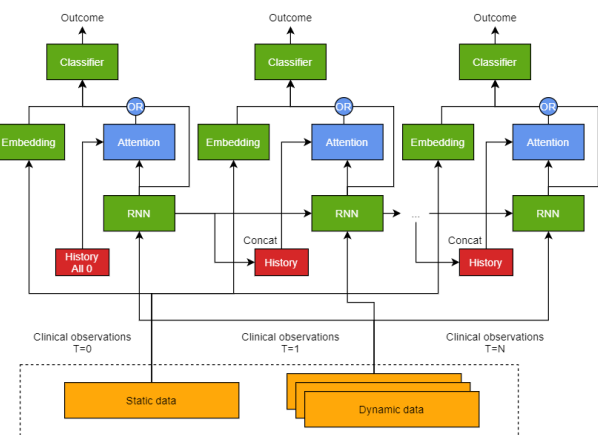 Outcome
Outcome
Outcome
Classifier
Classifier
Classifier
OR
OR
OR
Embedding
Attention
Embedding
Attention
Embedding
Attention
RNN
RNN
...
RNN
Concat
Concat
History
All 0
History
History
Clinical observations
T=0
Clinical observations
T=1
Clinical observations
T=N
Static data
Dynamic data